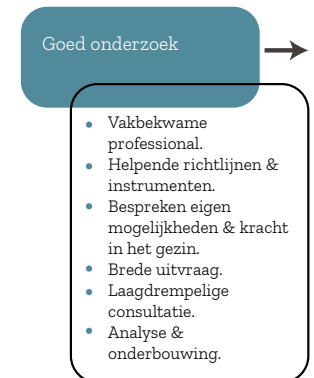 Goed onderzoek
• Vakbekwame
professional.
• Helpende richtlijnen &
instrumenten.
• Bespreken eigen
mogelijkheden & kracht
in het gezin.
• Brede uitvraag.
• Laagdrempelige
consultatie.
• Analyse &
onderbouwing.